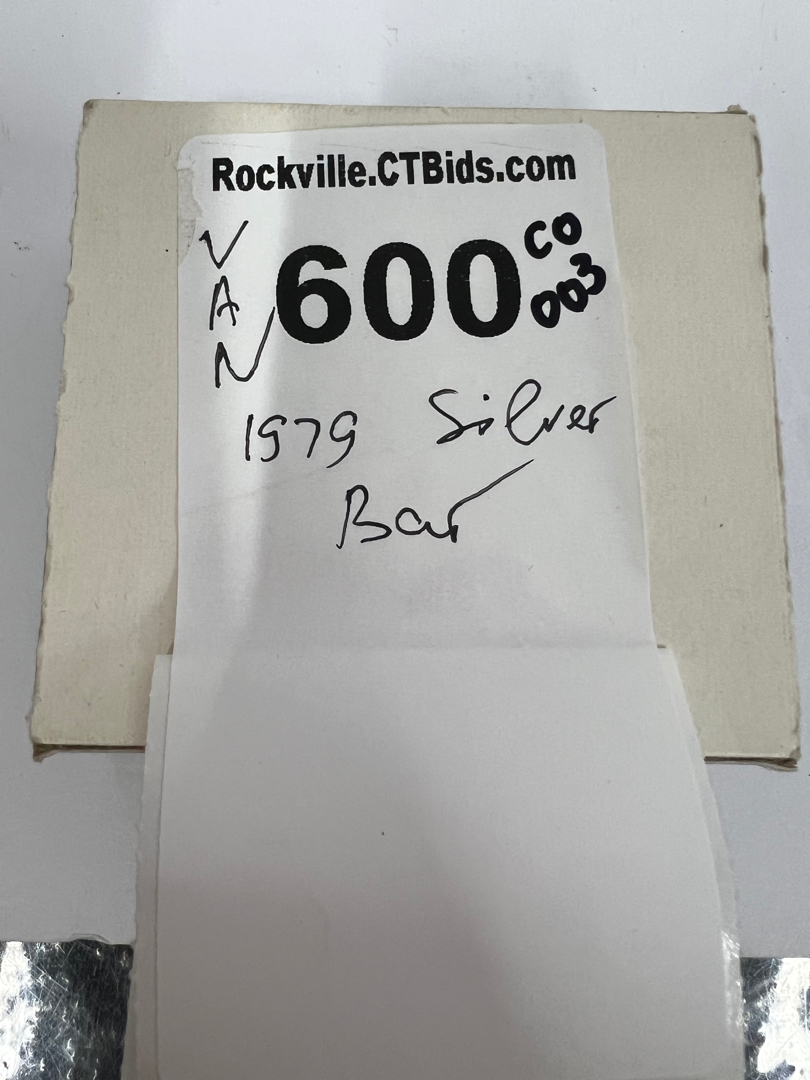 Rockville.CTBids.com
VAN
600
CO
003
1979 Silver
Bar